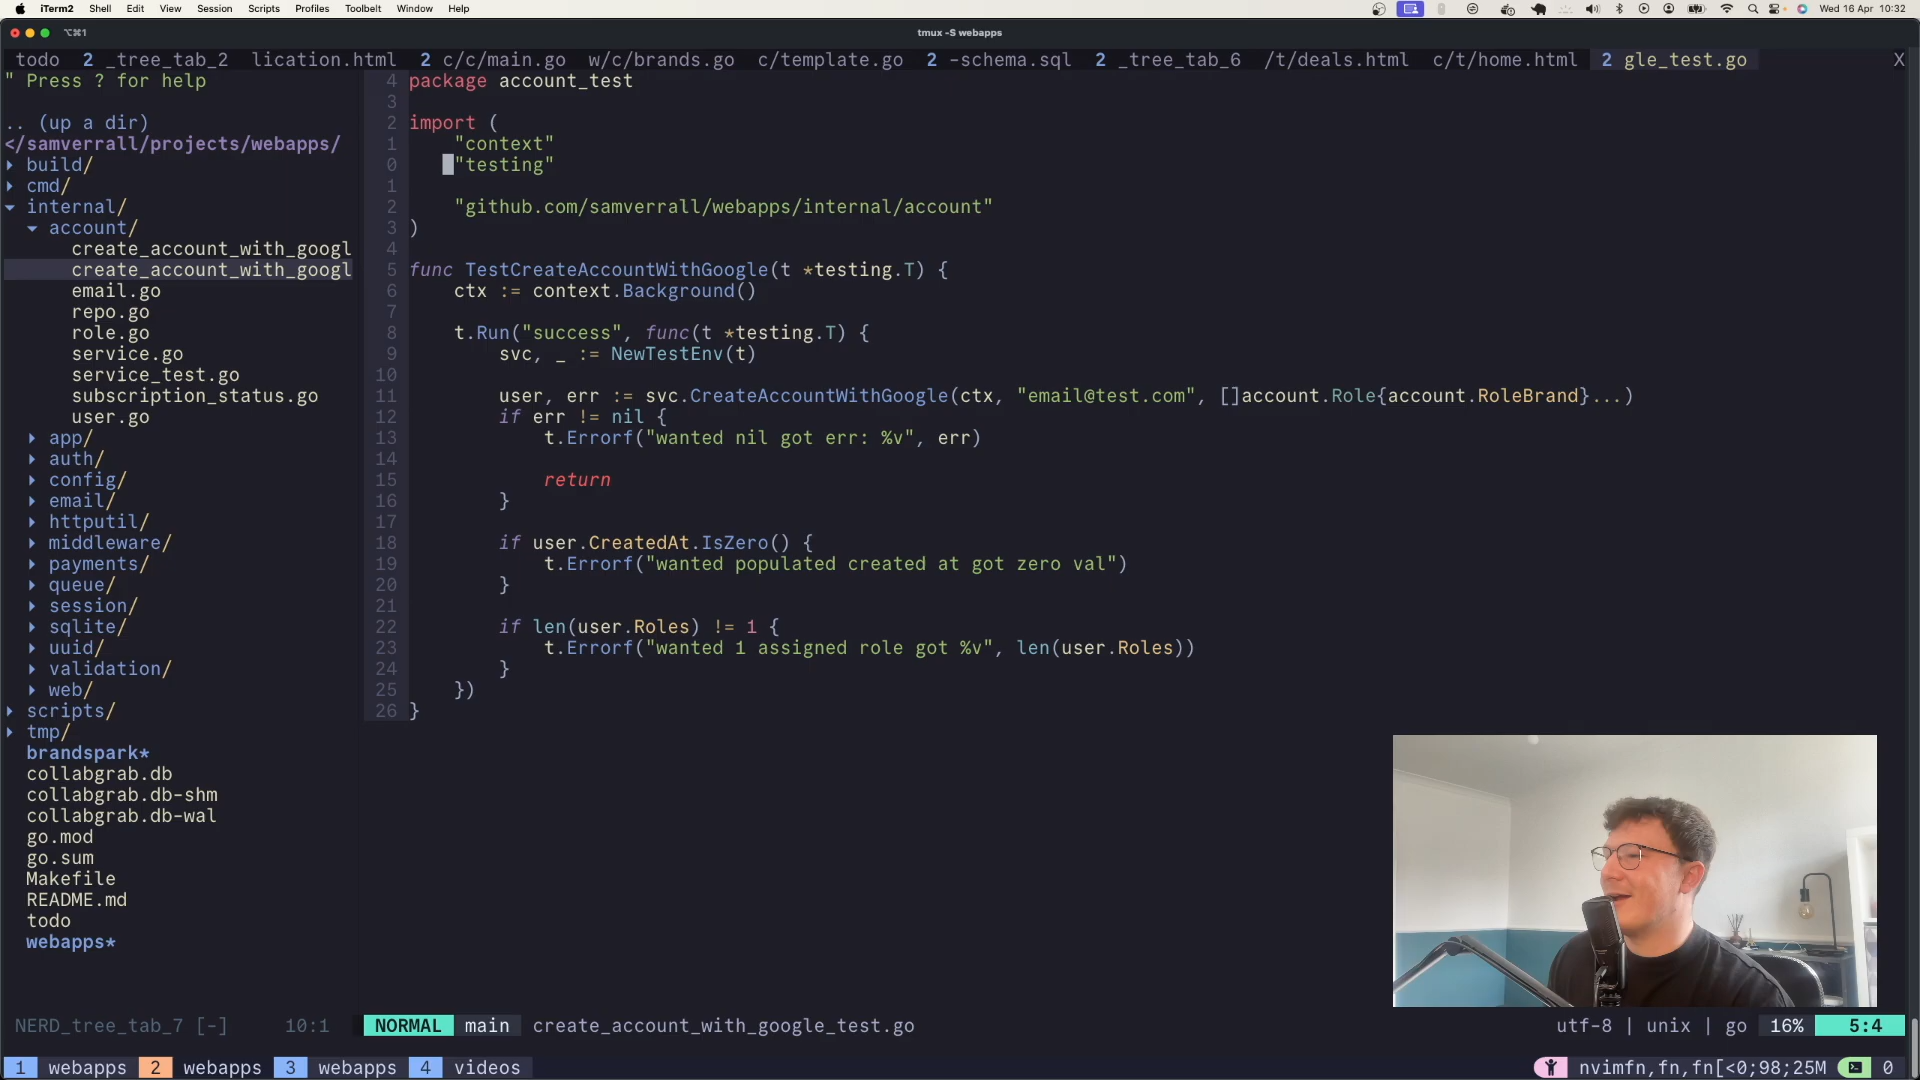 iTerm2 Shell Edit View Session Scripts Profiles Toolbelt Window Help Wed 16 Apr 10:32
⌥⌘1 tmux -S webapps
todo 2 _tree_tab_2 lication.html 2 c/c/main.go w/c/brands.go c/template.go 2 -schema.sql 2 _tree_tab_6 /t/deals.html c/t/home.html 2 gle_test.go X
" Press ? for help
.. (up a dir)
</samverrall/projects/webapps/
build/
cmd/
internal/
account/
create_account_with_googl
create_account_with_googl
email.go
repo.go
role.go
service.go
service_test.go
subscription_status.go
user.go
app/
auth/
config/
email/
httputil/
middleware/
payments/
queue/
session/
sqlite/
uuid/
validation/
web/
scripts/
tmp/
brandspark*
collabgrab.db
collabgrab.db-shm
collabgrab.db-wal
go.mod
go.sum
Makefile
README.md
todo
webapps*
4 package account_test
3
2 import (
1 "context"
0 "testing"
1
2 "github.com/samverrall/webapps/internal/account"
3 )
4
5 func TestCreateAccountWithGoogle(t *testing.T) {
6 ctx := context.Background()
7
8 t.Run("success", func(t *testing.T) {
9 svc, _ := NewTestEnv(t)
10
11 user, err := svc.CreateAccountWithGoogle(ctx, "email@test.com", []account.Role{account.RoleBrand}...)
12 if err != nil {
13 t.Errorf("wanted nil got err: %v", err)
14
15 return
16 }
17
18 if user.CreatedAt.IsZero() {
19 t.Errorf("wanted populated created at got zero val")
20 }
21
22 if len(user.Roles) != 1 {
23 t.Errorf("wanted 1 assigned role got %v", len(user.Roles))
24 }
25 })
26 }
NERD_tree_tab_7 [-] 10:1 NORMAL main create_account_with_google_test.go utf-8 | unix | go 16% 5:4
1 webapps 2 webapps 3 webapps 4 videos nvimfn,fn,fn[<0;98;25M 0